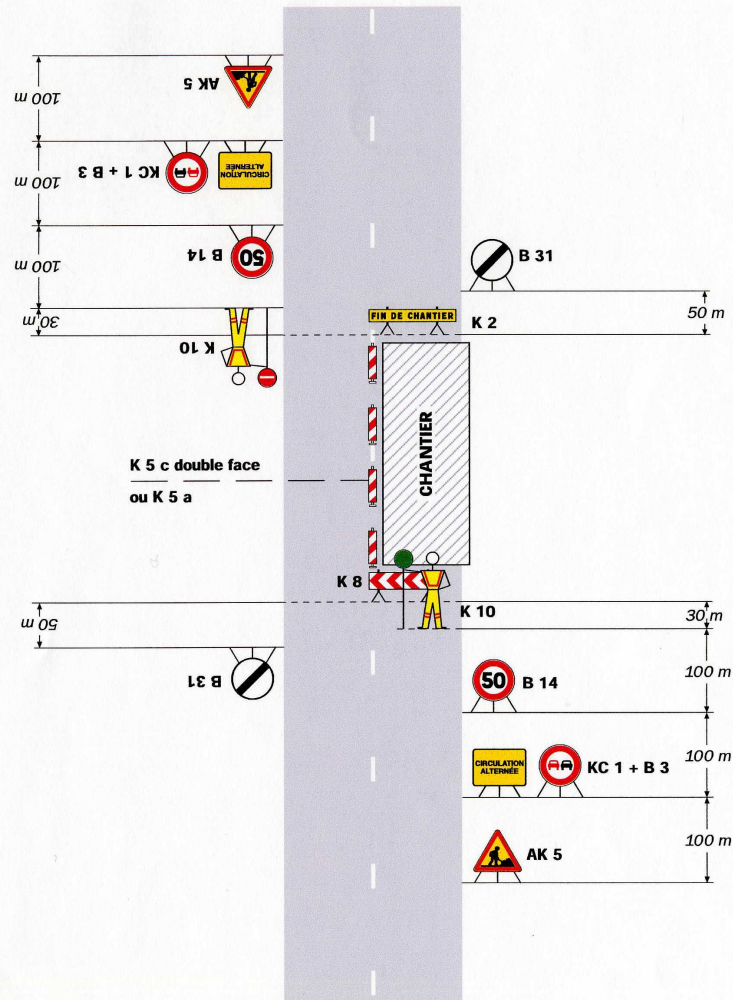 AK 5
100 m
KC 1 + B 3
CIRCULATION
ALTERNÉE
100 m
50
B 14
100 m
B 31
50 m
30 m
FIN DE CHANTIER
K 2
K 10
CHANTIER
K 5 c double face
ou K 5 a
K 8
K 10
50 m
30 m
B 31
50
B 14
100 m
CIRCULATION
ALTERNÉE
KC 1 + B 3
100 m
AK 5
100 m